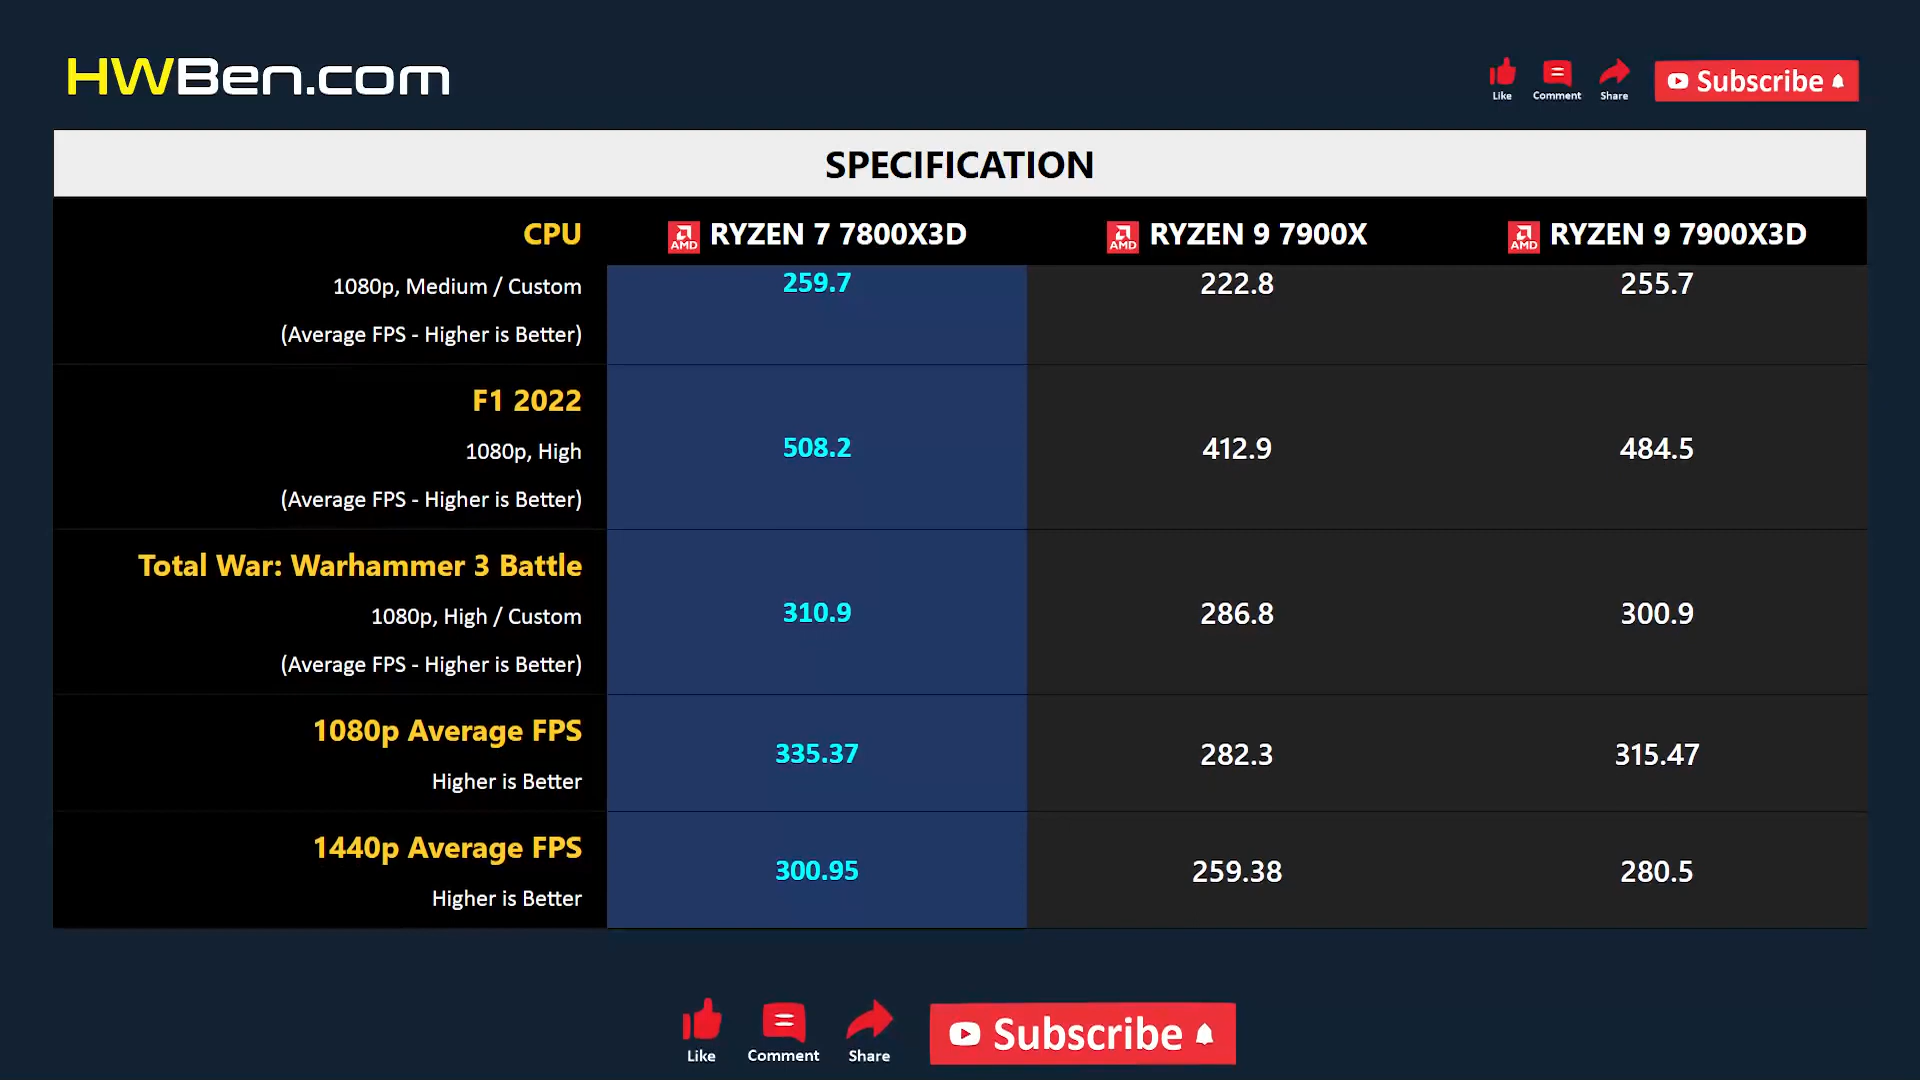 HWBen.com
Like
Comment
Share
Subscribe
SPECIFICATION
CPU
AMD RYZEN 7 7800X3D
AMD RYZEN 9 7900X
AMD RYZEN 9 7900X3D
1080p, Medium / Custom
(Average FPS - Higher is Better)
259.7
222.8
255.7
F1 2022
1080p, High
(Average FPS - Higher is Better)
508.2
412.9
484.5
Total War: Warhammer 3 Battle
1080p, High / Custom
(Average FPS - Higher is Better)
310.9
286.8
300.9
1080p Average FPS
Higher is Better
335.37
282.3
315.47
1440p Average FPS
Higher is Better
300.95
259.38
280.5
Like
Comment
Share
Subscribe